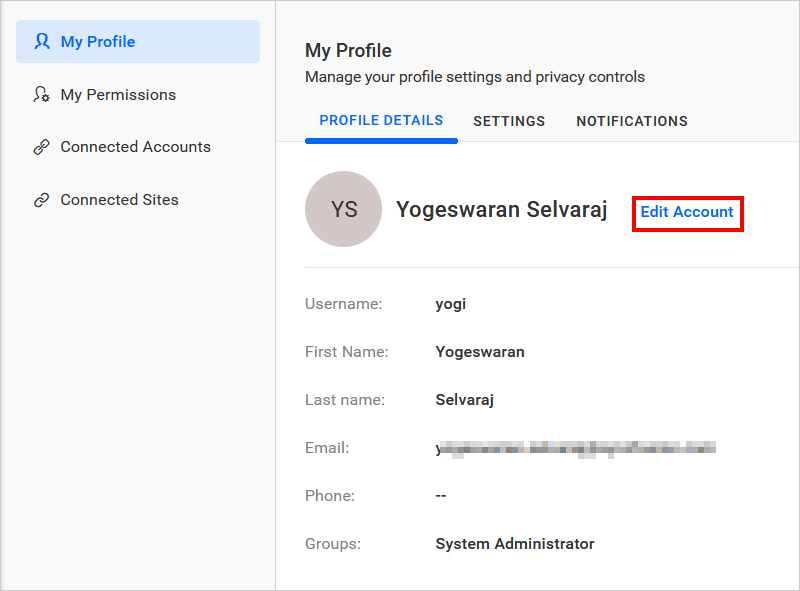 My Profile
My Permissions
Connected Accounts
Connected Sites
My Profile
Manage your profile settings and privacy controls
PROFILE DETAILS SETTINGS NOTIFICATIONS
YS Yogeswaran Selvaraj Edit Account
Username: yogi
First Name: Yogeswaran
Last name: Selvaraj
Email:
Phone: --
Groups: System Administrator